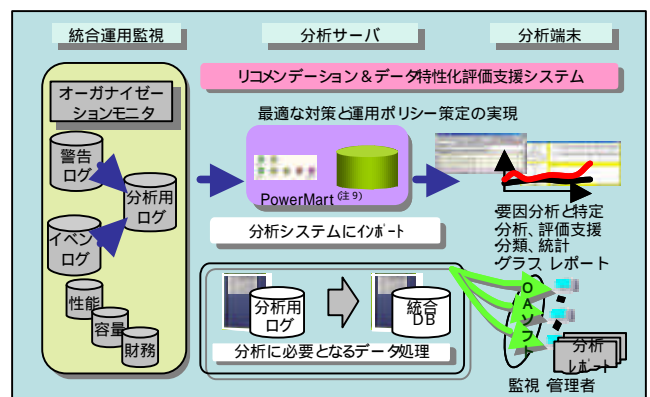 統合運用監視
分析サーバ
分析端末
リコメンデーション＆データ特性化評価支援システム
オーガナイゼー
ションモニタ
最適な対策と運用ポリシー策定の実現
警告
ログ
分析用
ログ
イベント
ログ
性能
容量
財務
PowerMart(注9)
分析システムにインポート
・要因分析と特定
・分析、評価支援
・分類、統計
・グラフ、レポート
分析用
ログ
統合
DB
分析に必要となるデータ処理
OAソフト
分析
レポート
監視・管理者